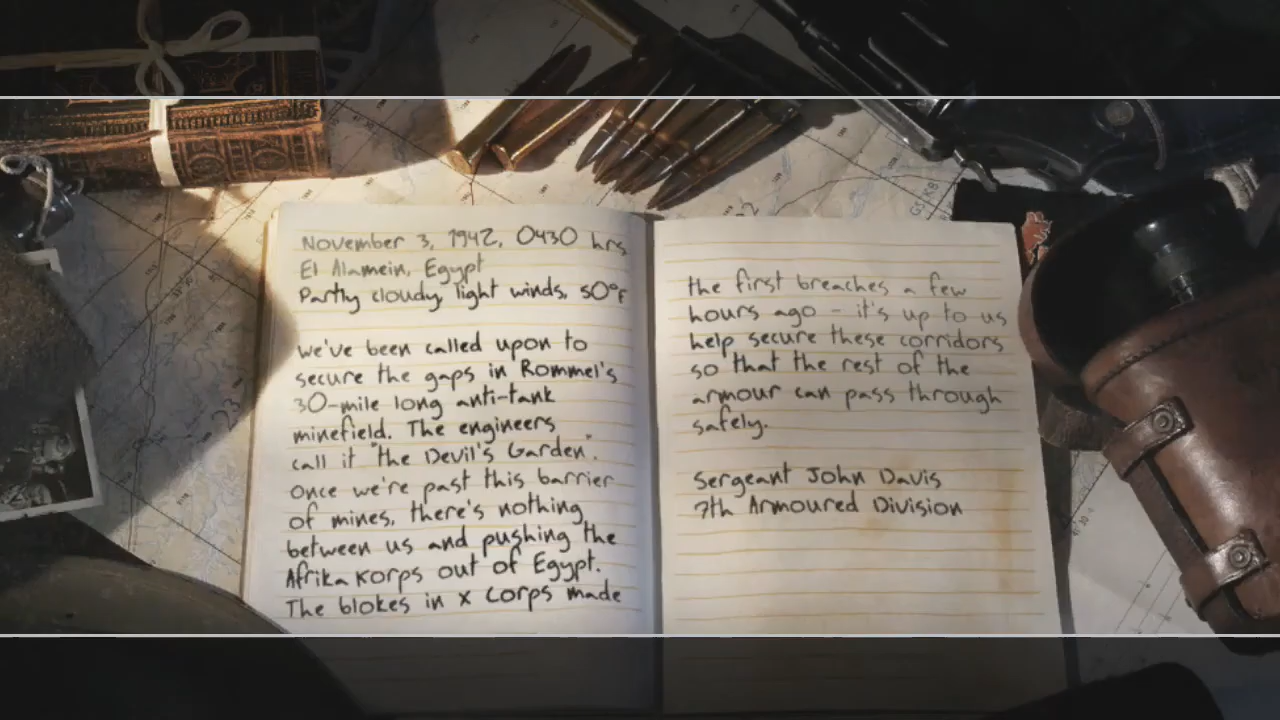 November 3, 1942, 0430 hrs
El Alamein, Egypt
Partly cloudy, light winds, 50°F
we've been called upon to
secure the gaps in Rommel's
30-mile long anti-tank
minefield. The engineers
call it "the Devil's Garden".
Once we're past this barrier
of mines, there's nothing
between us and pushing the
Afrika Korps out of Egypt.
The blokes in X Corps made
the first breaches a few
hours ago - it's up to us
help secure these corridors
so that the rest of the
armour can pass through
safely.
Sergeant John Davis
7th Armoured Division